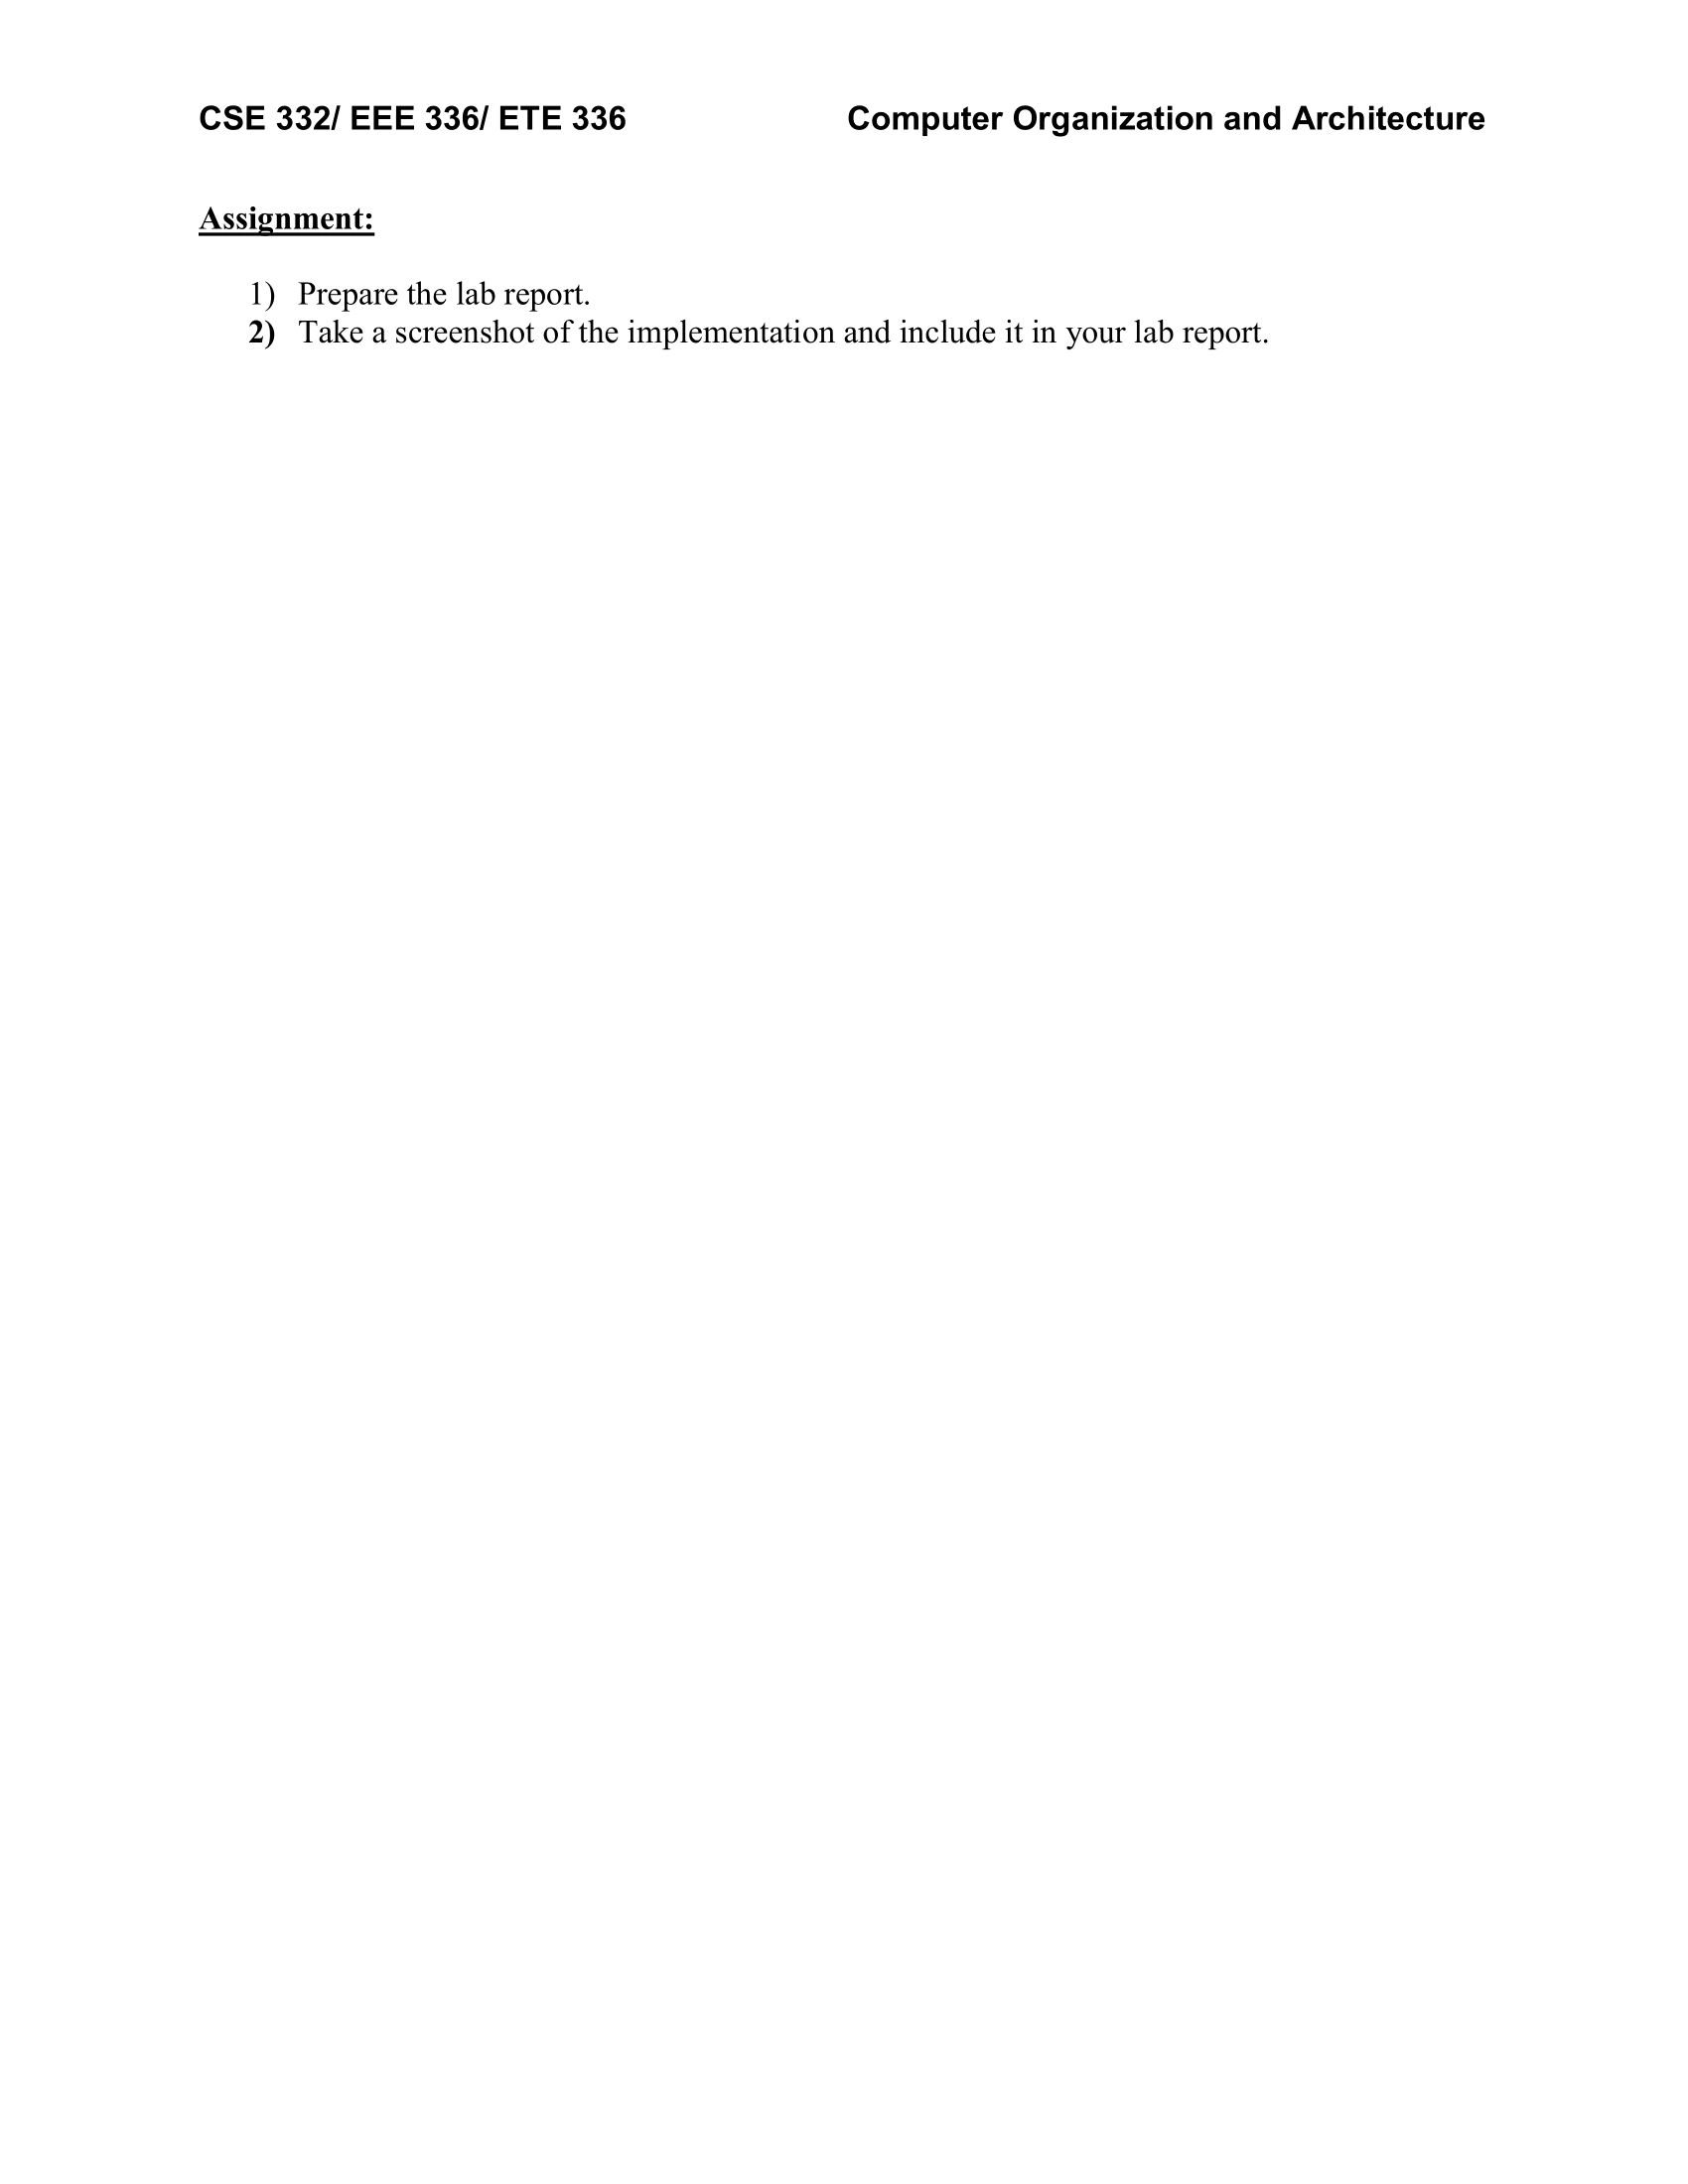 CSE 332/ EEE 336/ ETE 336 Computer Organization and Architecture
Assignment:
1) Prepare the lab report.
2) Take a screenshot of the implementation and include it in your lab report.